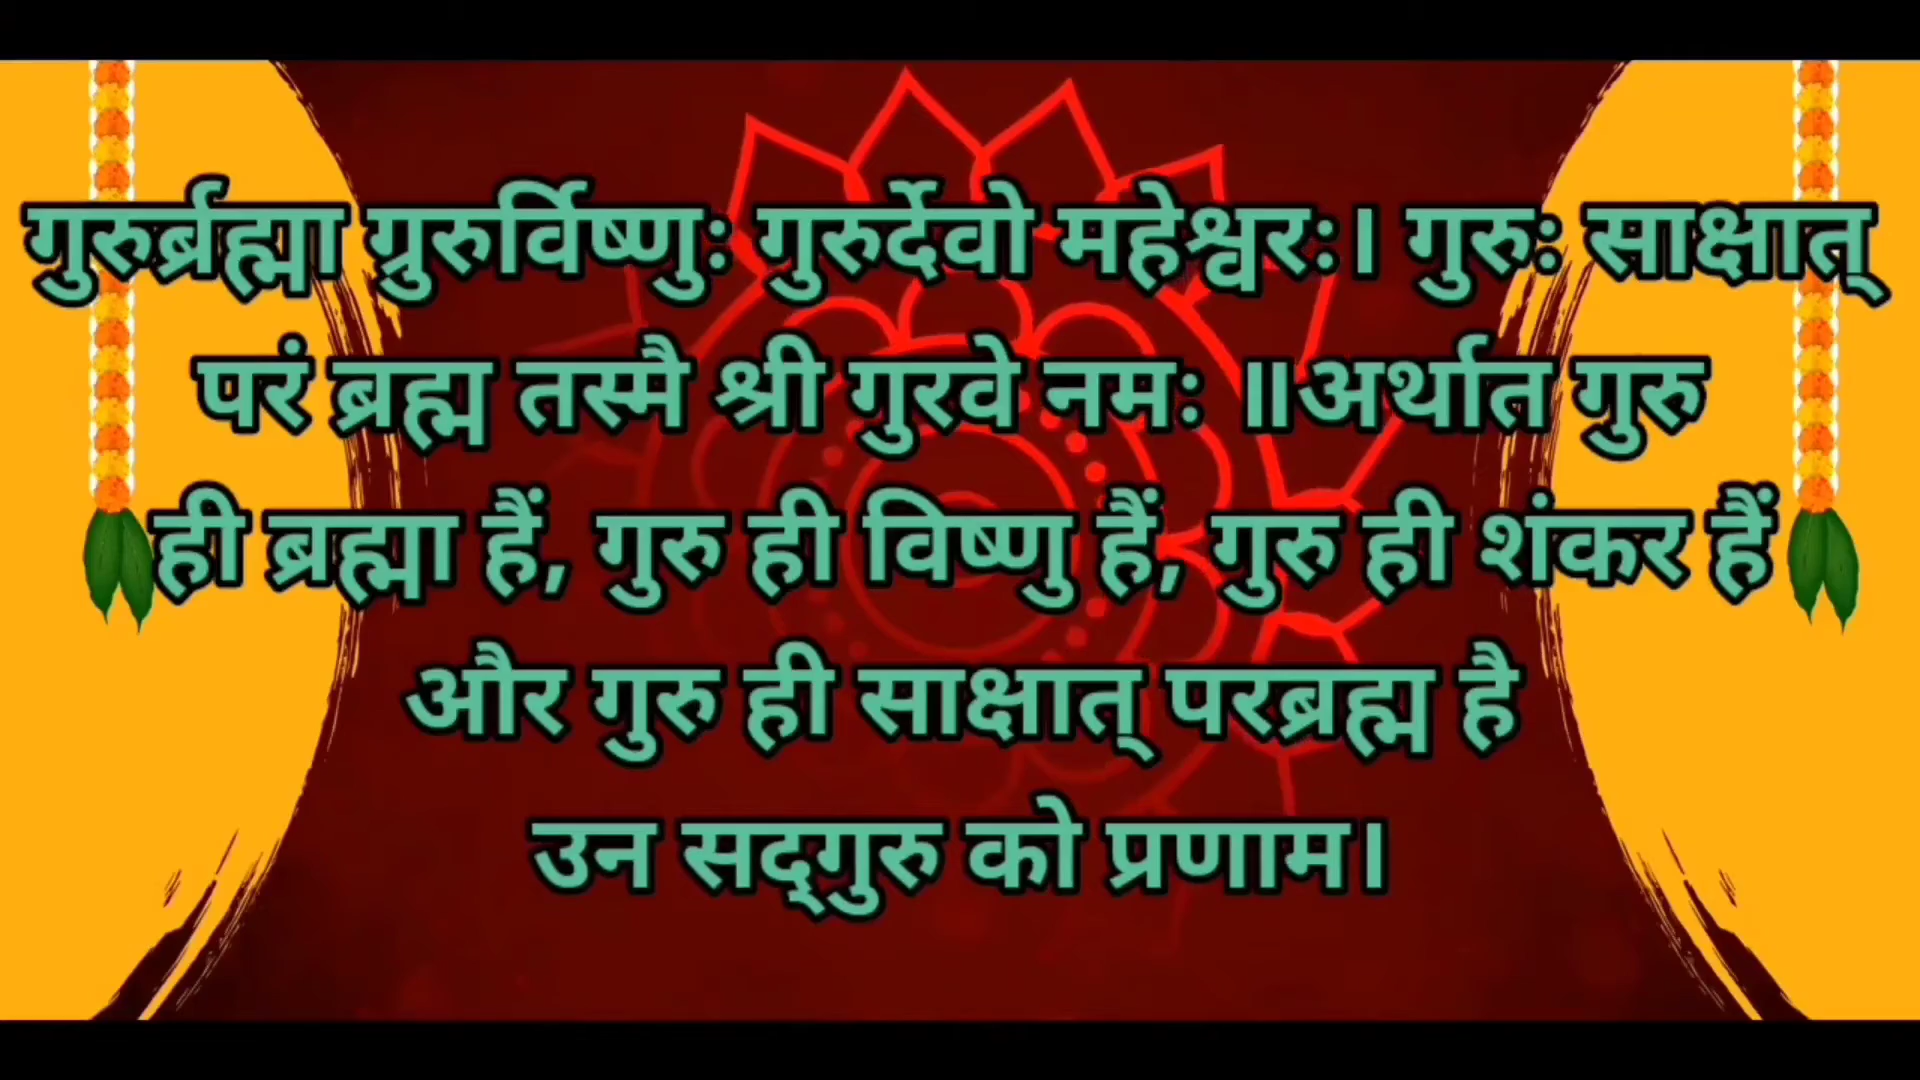 गुरुर्ब्रह्मा ग्रुरुर्विष्णुः गुरुर्देवो महेश्वरः। गुरुः साक्षात्
परं ब्रह्म तस्मै श्री गुरवे नमः ॥अर्थात गुरु
ही ब्रह्मा हैं, गुरु ही विष्णु हैं, गुरु ही शंकर हैं
और गुरु ही साक्षात् परब्रह्म है
उन सद्‌गुरु को प्रणाम।